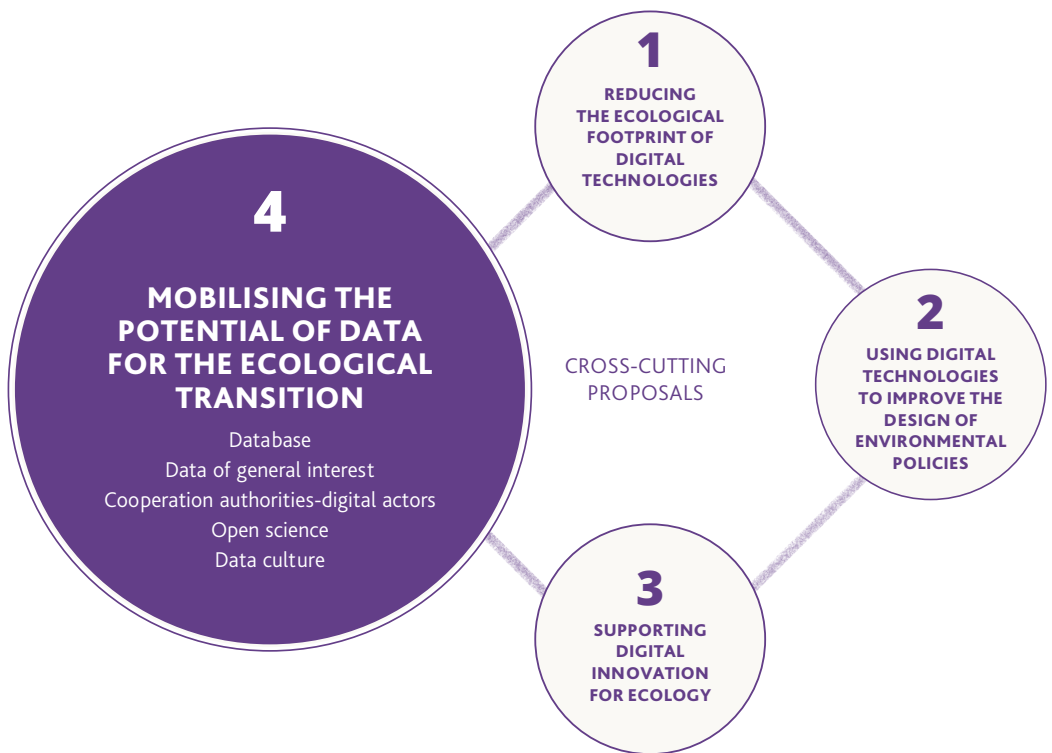 1
REDUCING
THE ECOLOGICAL
FOOTPRINT OF
DIGITAL
TECHNOLOGIES
4
MOBILISING THE
POTENTIAL OF DATA
FOR THE ECOLOGICAL
TRANSITION
Database
Data of general interest
Cooperation authorities-digital actors
Open science
Data culture
CROSS-CUTTING
PROPOSALS
2
USING DIGITAL
TECHNOLOGIES
TO IMPROVE THE
DESIGN OF
ENVIRONMENTAL
POLICIES
3
SUPPORTING
DIGITAL
INNOVATION
FOR ECOLOGY